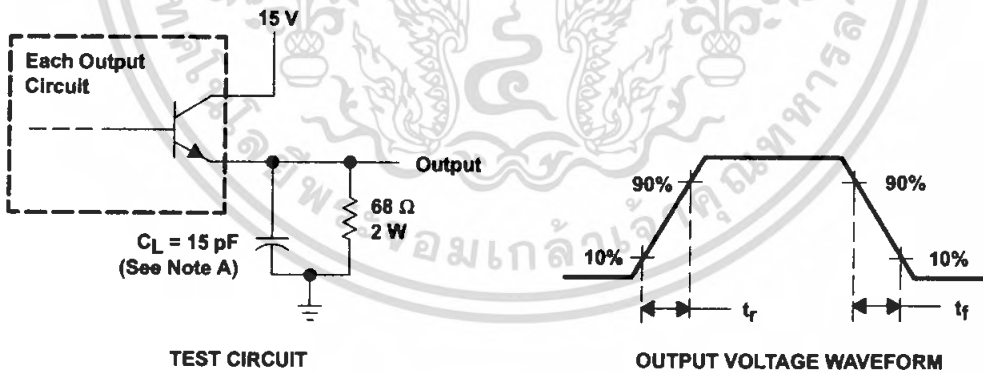 15 V
Each Output
Circuit
Output
68 Ω
2 W
C_L = 15 pF
(See Note A)
90%
90%
10%
10%
t_r
t_f
TEST CIRCUIT
OUTPUT VOLTAGE WAVEFORM